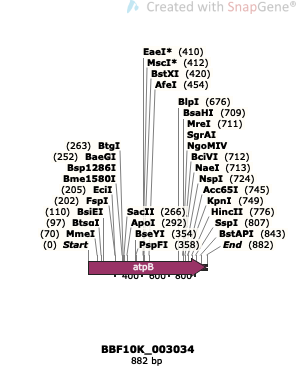 Created with SnapGene®
EaeI* (410)
MscI* (412)
BstXI (420)
AfeI (454)
BlpI (676)
BsaHI (709)
MreI (711)
SgrAI
(263) BtgI NgoMIV
(252) BaeGI BciVI (712)
Bsp1286I NaeI (713)
Bme1580I NspI (724)
(205) EciI Acc65I (745)
(202) FspI KpnI (749)
(110) BsiEI SacII (266) HincII (776)
(97) BtsαI ApoI (292) SspI (807)
(70) MmeI BseYI (354) BstAPI (843)
(0) Start PspFI (358) End (882)
atpB
400 600 800
BBF10K_003034
882 bp